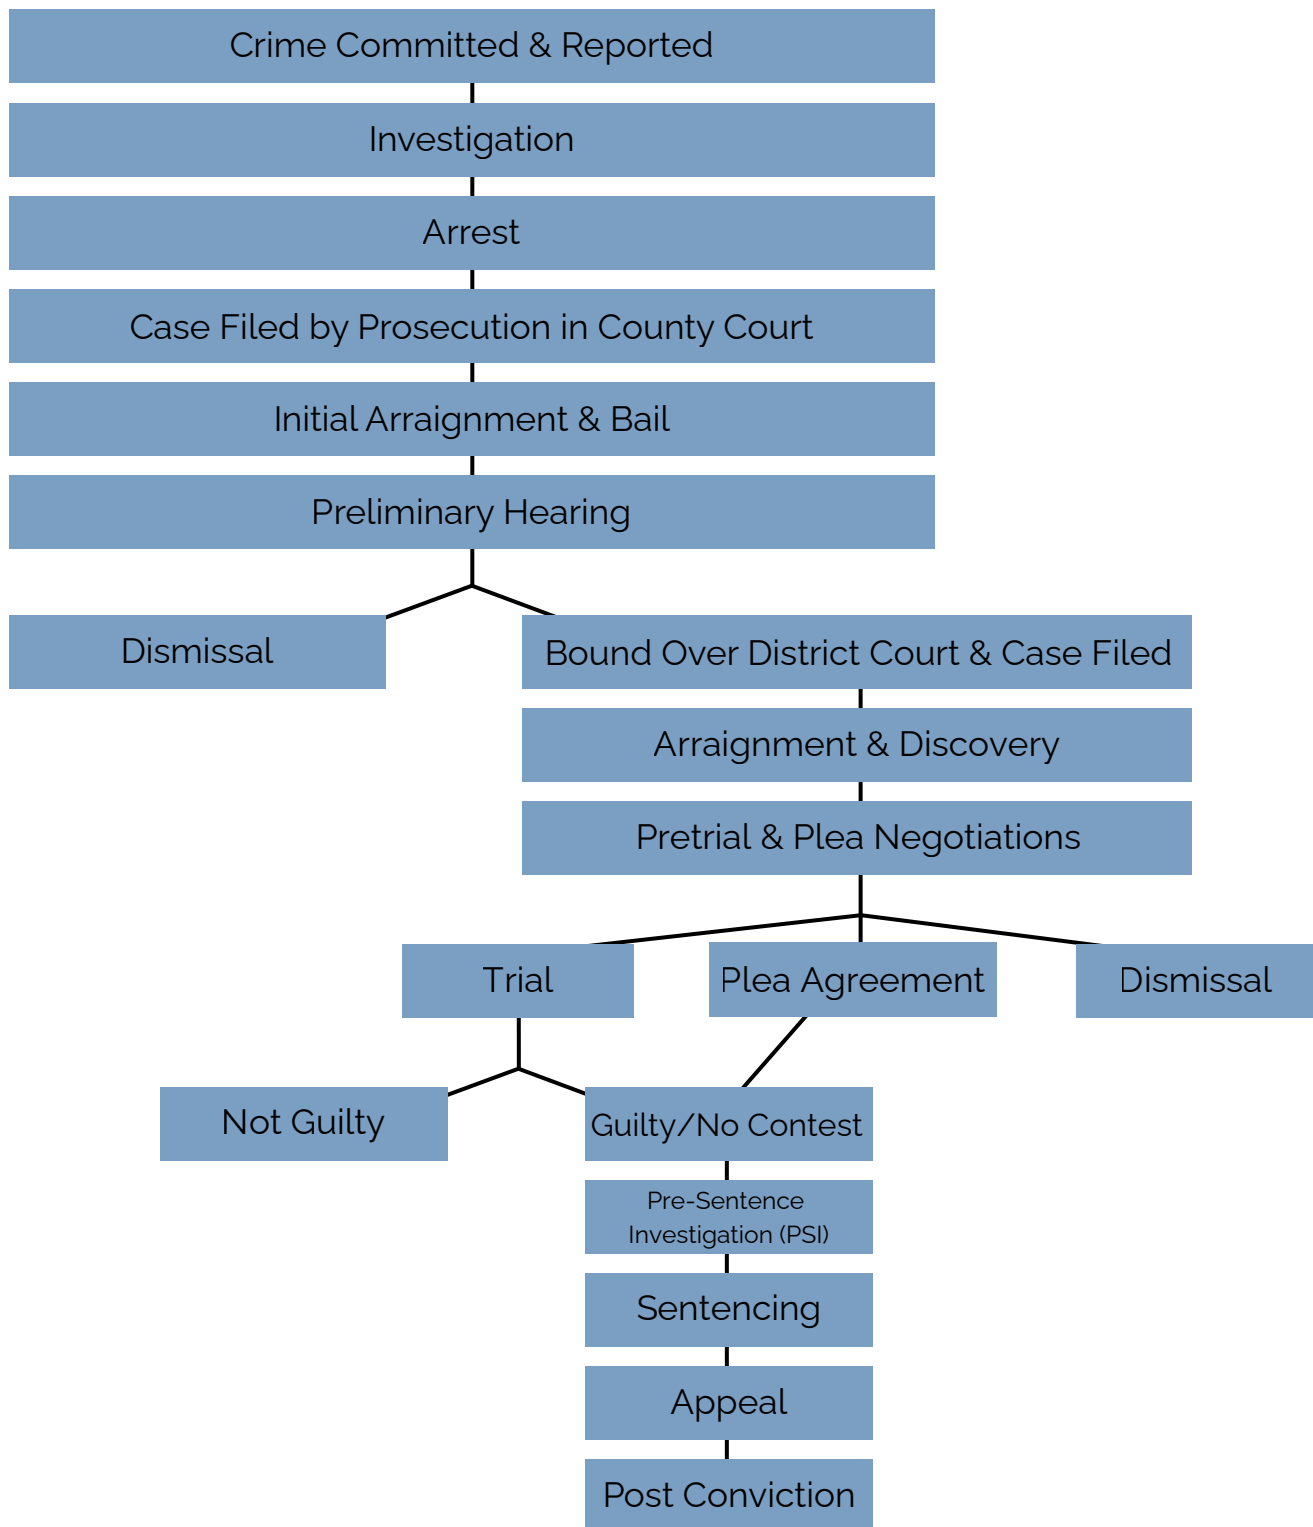 Crime Committed & Reported
Investigation
Arrest
Case Filed by Prosecution in County Court
Initial Arraignment & Bail
Preliminary Hearing
Dismissal
Bound Over District Court & Case Filed
Arraignment & Discovery
Pretrial & Plea Negotiations
Trial
Plea Agreement
Dismissal
Not Guilty
Guilty/No Contest
Pre-Sentence
Investigation (PSI)
Sentencing
Appeal
Post Conviction